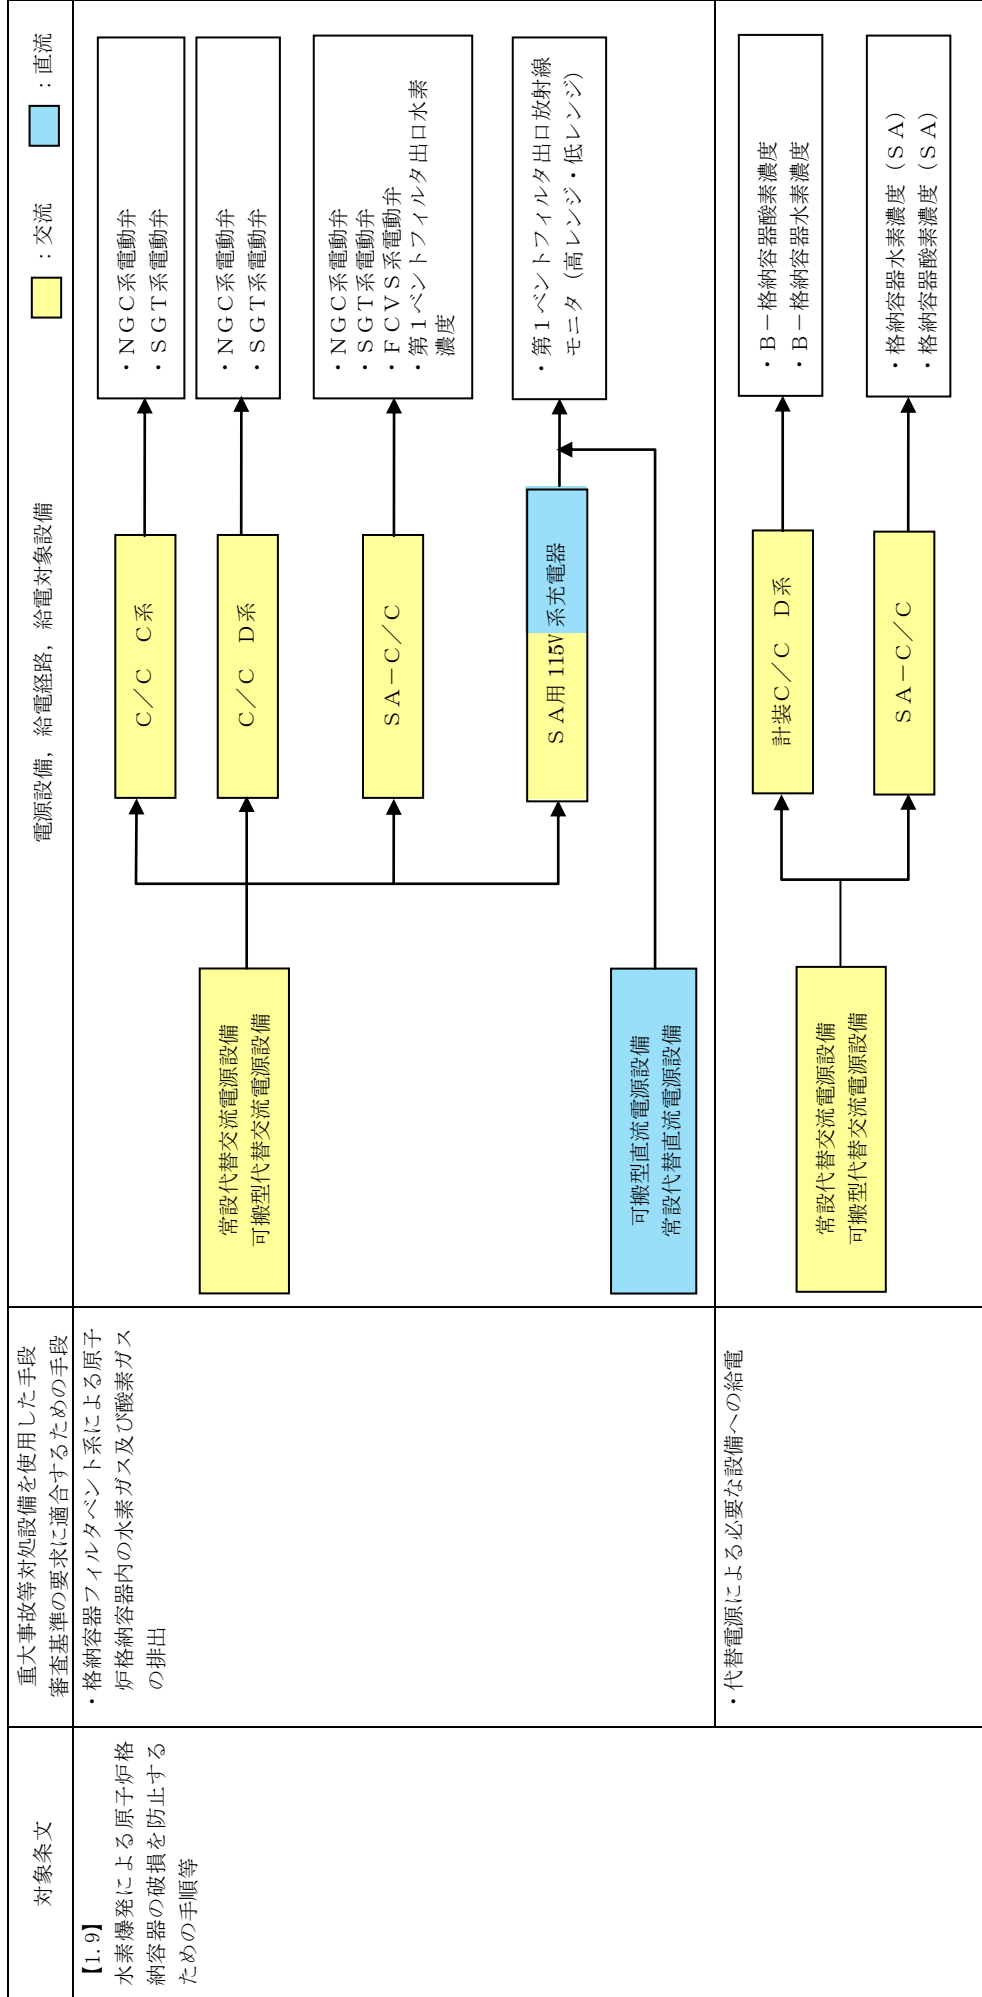 対象条文
重大事故等対処設備を使用した手段
審査基準の要求に適合するための手段
電源設備，給電経路，給電対象設備
：交流
：直流
【1.9】
水素爆発による原子炉格
納容器の破損を防止する
ための手順等
・格納容器フィルタベント系による原子
炉格納容器内の水素ガス及び酸素ガス
の排出
常設代替交流電源設備
可搬型代替交流電源設備
可搬型直流電源設備
常設代替直流電源設備
Ｃ／Ｃ　Ｃ系
Ｃ／Ｃ　Ｄ系
ＳＡ－Ｃ／Ｃ
ＳＡ用 115V 系充電器
・ＮＧＣ系電動弁
・ＳＧＴ系電動弁
・ＮＧＣ系電動弁
・ＳＧＴ系電動弁
・ＮＧＣ系電動弁
・ＳＧＴ系電動弁
・ＦＣＶＳ系電動弁
・第１ベントフィルタ出口水素
濃度
・第１ベントフィルタ出口放射線
モニタ（高レンジ・低レンジ）
・代替電源による必要な設備への給電
常設代替交流電源設備
可搬型代替交流電源設備
計装Ｃ／Ｃ　Ｄ系
ＳＡ－Ｃ／Ｃ
・Ｂ－格納容器酸素濃度
・Ｂ－格納容器水素濃度
・格納容器水素濃度（ＳＡ）
・格納容器酸素濃度（ＳＡ）